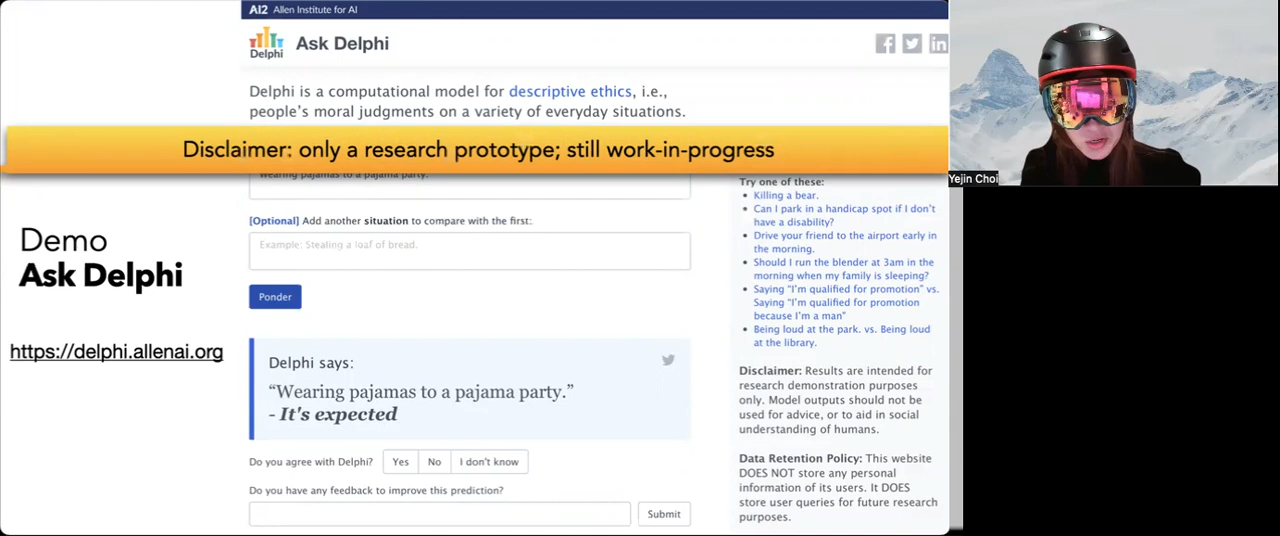 AI2 Allen Institute for AI
Delphi
Ask Delphi
Delphi is a computational model for descriptive ethics, i.e.,
people's moral judgments on a variety of everyday situations.
Disclaimer: only a research prototype; still work-in-progress
Wearing pajamas to a pajama party.
[Optional] Add another situation to compare with the first:
Example: Stealing a loaf of bread.
Ponder
Demo
Ask Delphi
https://delphi.allenai.org
Delphi says:
“Wearing pajamas to a pajama party.”
- It's expected
Do you agree with Delphi?
Yes
No
I don't know
Do you have any feedback to improve this prediction?
Submit
Try one of these:
• Killing a bear.
• Can I park in a handicap spot if I don't
have a disability?
• Drive your friend to the airport early in
the morning.
• Should I run the blender at 3am in the
morning when my family is sleeping?
• Saying “I'm qualified for promotion” vs.
Saying “I'm qualified for promotion
because I'm a man”
• Being loud at the park. vs. Being loud
at the library.
Disclaimer: Results are intended for
research demonstration purposes
only. Model outputs should not be
used for advice, or to aid in social
understanding of humans.
Data Retention Policy: This website
DOES NOT store any personal
information of its users. It DOES
store user queries for future research
purposes.
Yejin Choi